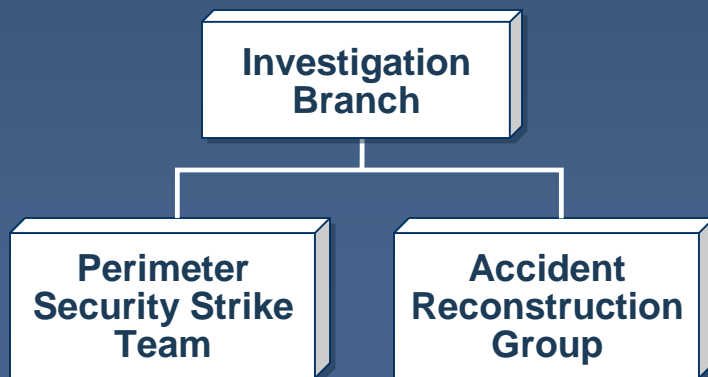 Investigation
Branch
Perimeter
Security Strike
Team
Accident
Reconstruction
Group